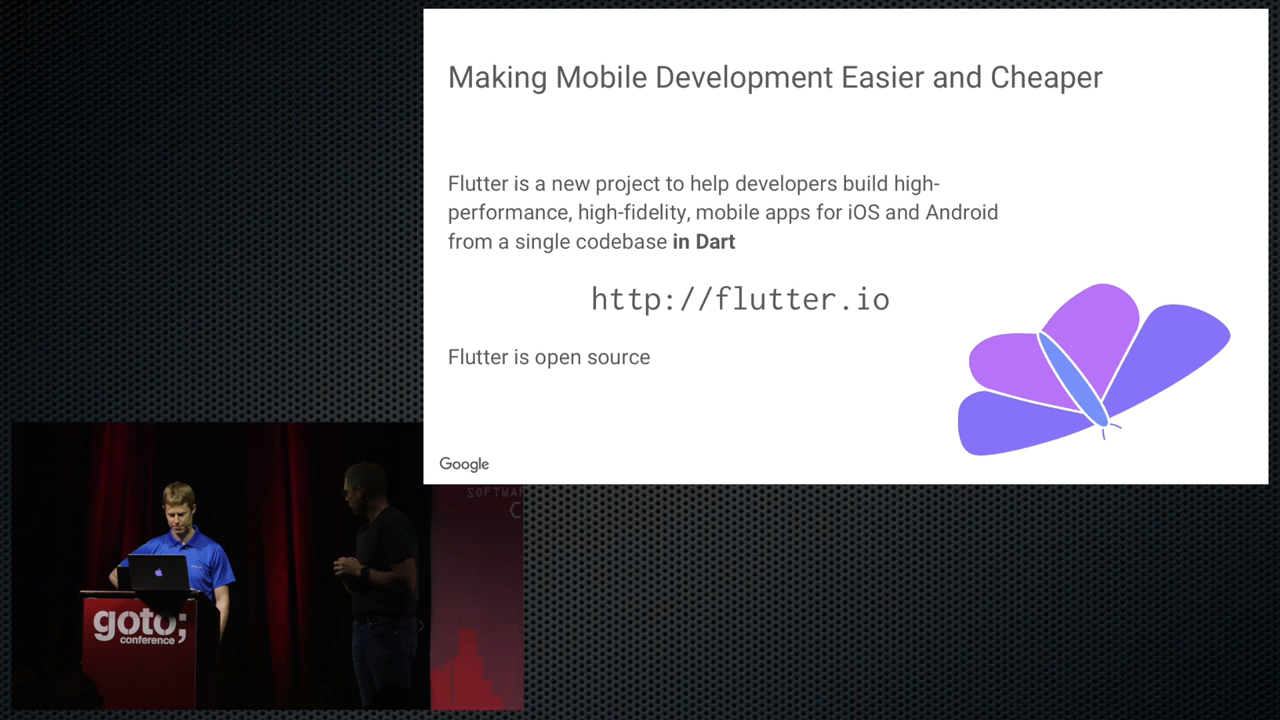 Making Mobile Development Easier and Cheaper
Flutter is a new project to help developers build high-
performance, high-fidelity, mobile apps for iOS and Android
from a single codebase in Dart
http://flutter.io
Flutter is open source
Google
goto;
conference